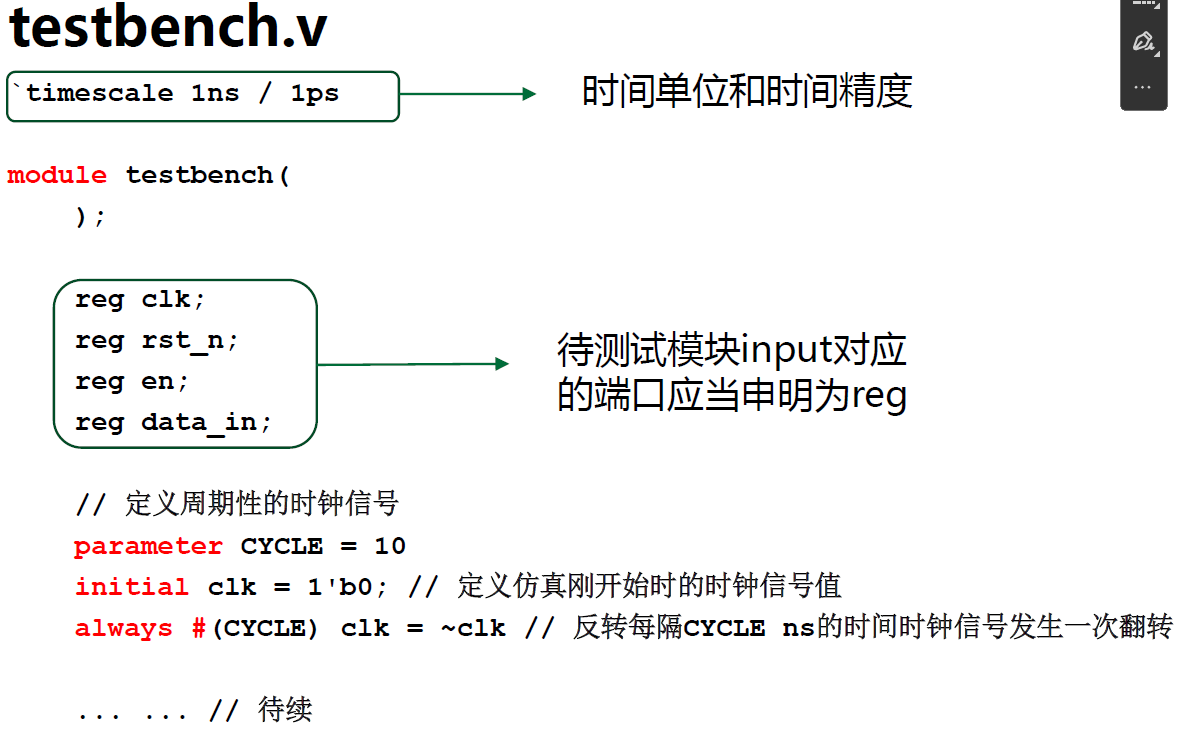 testbench.v
`timescale 1ns / 1ps
时间单位和时间精度
module testbench(
);
reg clk;
reg rst_n;
reg en;
reg data_in;
待测试模块input对应
的端口应当申明为reg
// 定义周期性的时钟信号
parameter CYCLE = 10
initial clk = 1'b0; // 定义仿真刚开始时的时钟信号值
always #(CYCLE) clk = ~clk // 反转每隔CYCLE ns的时间时钟信号发生一次翻转
... ... // 待续